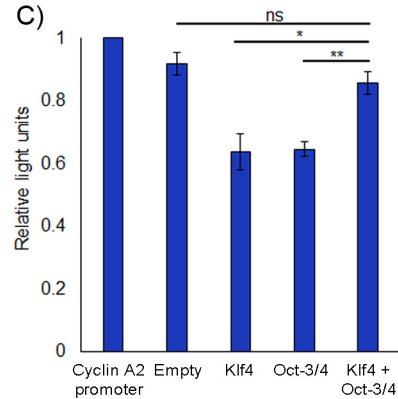 C)
ns
*
**
1
0.8
0.6
0.4
0.2
0
Relative light units
Cyclin A2 promoter
Empty
Klf4
Oct-3/4
Klf4 + Oct-3/4